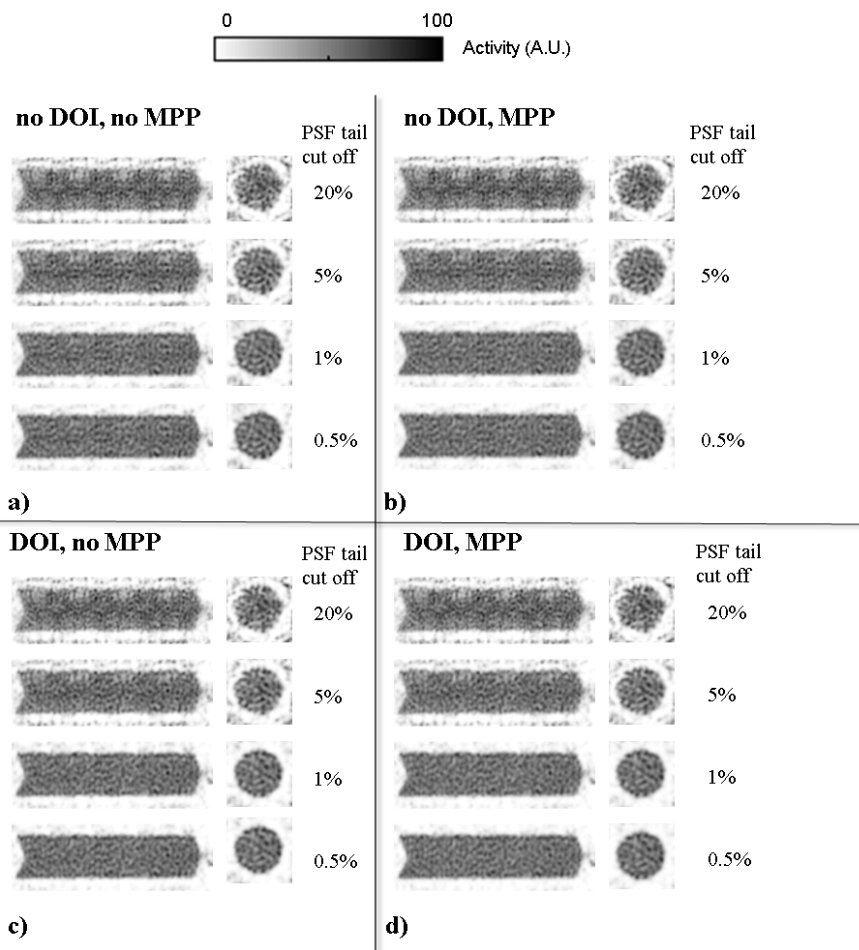 0 100
Activity (A.U.)
no DOI, no MPP
PSF tail
cut off
20%
5%
1%
0.5%
a)
no DOI, MPP
PSF tail
cut off
20%
5%
1%
0.5%
b)
DOI, no MPP
PSF tail
cut off
20%
5%
1%
0.5%
c)
DOI, MPP
PSF tail
cut off
20%
5%
1%
0.5%
d)